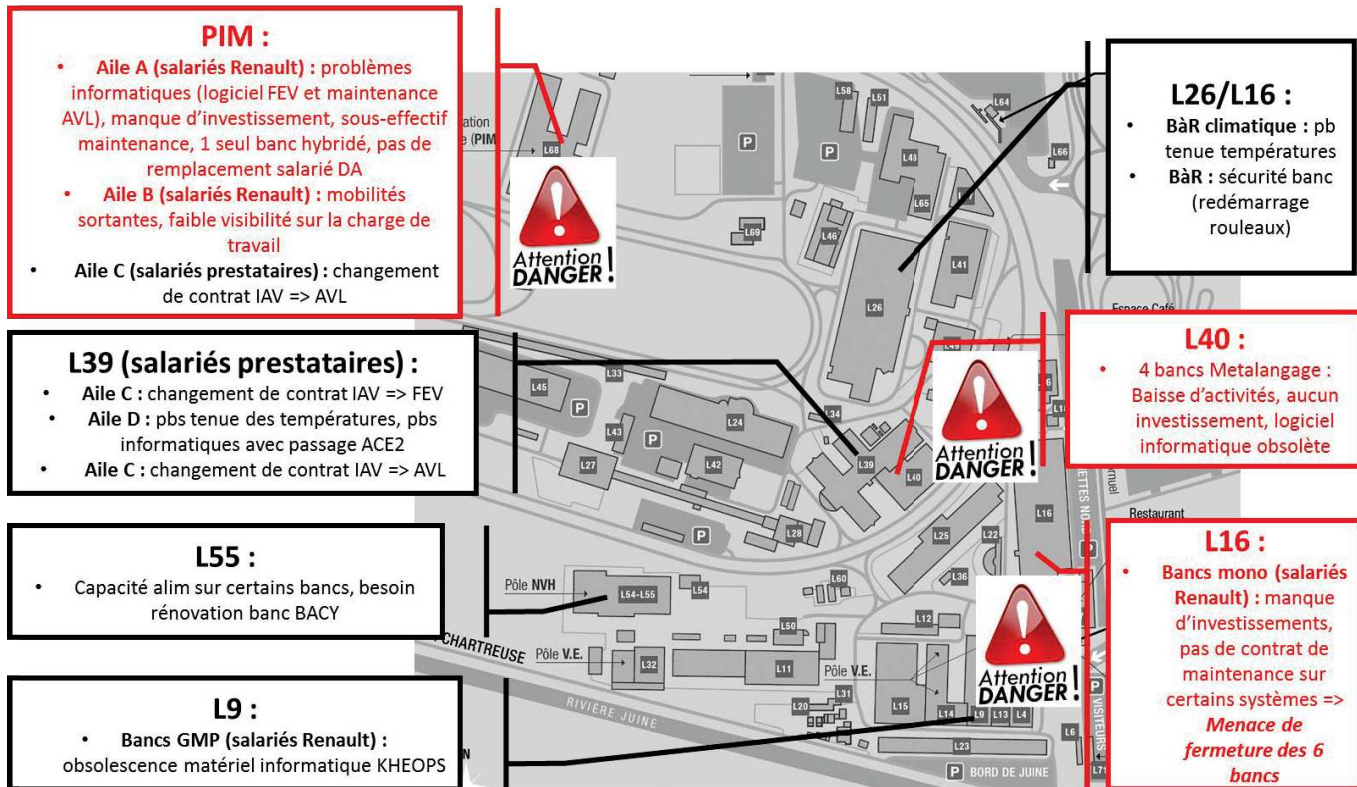 PIM :
• Aile A (salariés Renault) : problèmes
informatiques (logiciel FEV et maintenance
AVL), manque d'investissement, sous-effectif
maintenance, 1 seul banc hybridé, pas de
remplacement salarié DA
• Aile B (salariés Renault) : mobilités
sortantes, faible visibilité sur la charge de
travail
• Aile C (salariés prestataires) : changement
de contrat IAV => AVL
L39 (salariés prestataires) :
• Aile C : changement de contrat IAV => FEV
• Aile D : pbs tenue des températures, pbs
informatiques avec passage ACE2
• Aile C : changement de contrat IAV => AVL
L55 :
• Capacité alim sur certains bancs, besoin
rénovation banc BACY
L9 :
• Bancs GMP (salariés Renault) :
obsolescence matériel informatique KHEOPS
L26/L16 :
• BàR climatique : pb
tenue températures
• BàR : sécurité banc
(redémarrage
rouleaux)
L40 :
• 4 bancs Metalangage :
Baisse d'activités, aucun
investissement, logiciel
informatique obsolète
L16 :
• Bancs mono (salariés
Renault) : manque
d'investissements,
pas de contrat de
maintenance sur
certains systèmes =>
Menace de
fermeture des 6
bancs
Attention
DANGER !
Attention
DANGER !
Attention
DANGER !
(PIM
L68
P
P
L58
L51
L64
L66
L48
L65
L69
L46
L41
L26
Espace Café
L33
L45
P
L43
P
L24
L34
L27
L42
L39
L40
L28
P
L16
Restaurant
P
L25
L22
L36
Pôle NVH
L54-L55
L54
L60
L12
L50
CHARTREUSE
Pôle V.E.
L32
L11
Pôle V.E.
L31
L20
L15
L14
L9
L13
L4
P
VISITEURS
RIVIERE JUINE
L23
L6
L71
P
BORD DE JUINE